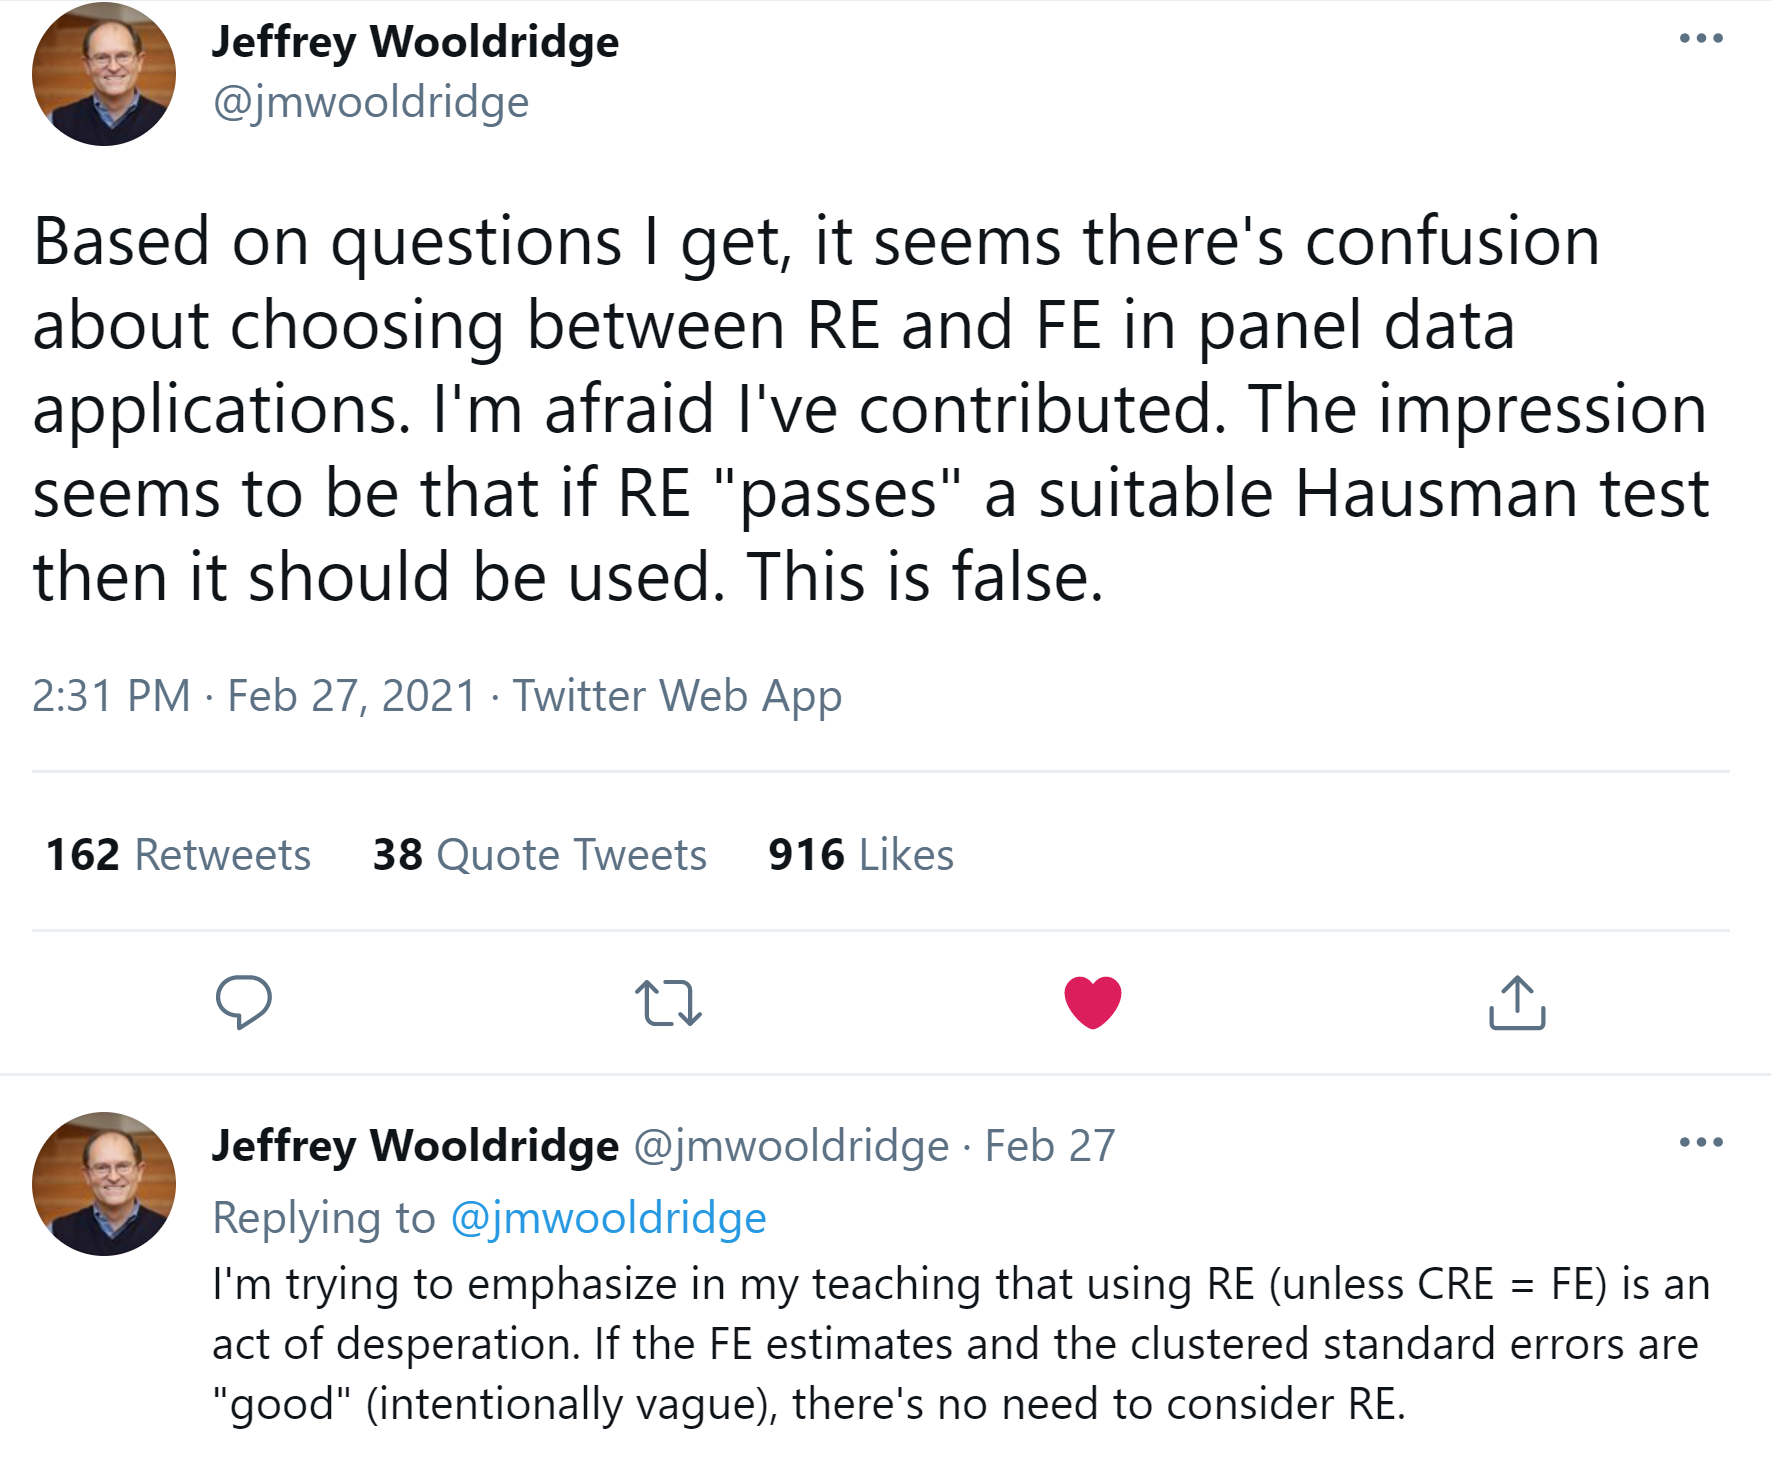 Jeffrey Wooldridge
@jmwooldridge
Based on questions I get, it seems there's confusion
about choosing between RE and FE in panel data
applications. I'm afraid I've contributed. The impression
seems to be that if RE "passes" a suitable Hausman test
then it should be used. This is false.
2:31 PM · Feb 27, 2021 · Twitter Web App
162 Retweets 38 Quote Tweets 916 Likes
Jeffrey Wooldridge @jmwooldridge · Feb 27
Replying to @jmwooldridge
I'm trying to emphasize in my teaching that using RE (unless CRE = FE) is an
act of desperation. If the FE estimates and the clustered standard errors are
"good" (intentionally vague), there's no need to consider RE.